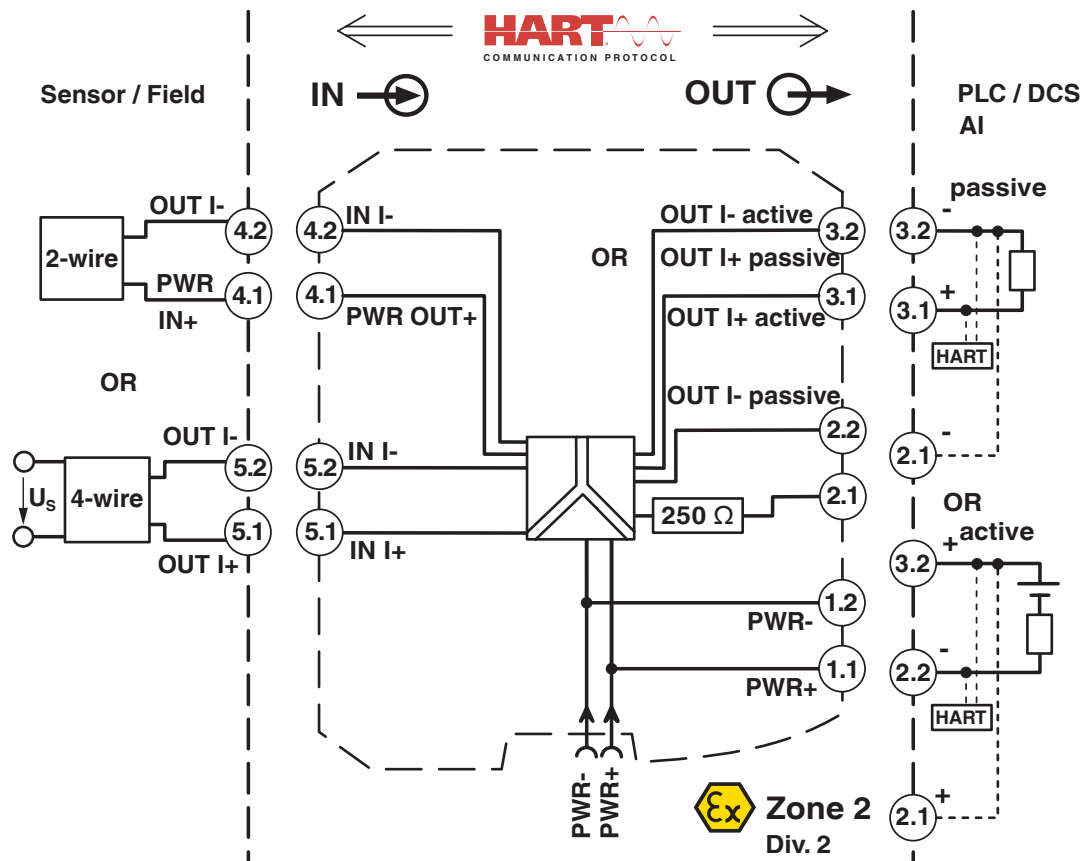 HART
COMMUNICATION PROTOCOL
Sensor / Field
IN
OUT
PLC / DCS
AI
OUT I-
4.2
2-wire
PWR
4.1
IN+
OR
OUT I-
5.2
US
4-wire
5.1
OUT I+
4.2
IN I-
4.1
PWR OUT+
5.2
IN I-
5.1
IN I+
OUT I- active
3.2
OR
OUT I+ passive
3.1
OUT I+ active
OUT I- passive
2.2
2.1
250 Ω
1.2
PWR-
1.1
PWR+
PWR-
PWR+
Ex
Zone 2
Div. 2
passive
-
3.2
+
3.1
HART
-
2.1
OR
active
+
3.2
-
2.2
HART
+
2.1